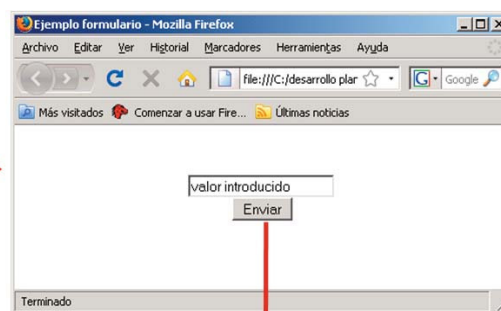 Ejemplo formulario - Mozilla Firefox
Archivo Editar Ver Historial Marcadores Herramientas Ayuda
file:///C:/desarrollo plar G Google
Más visitados Comenzar a usar Fire... Últimas noticias
valor introducido
Enviar
Terminado